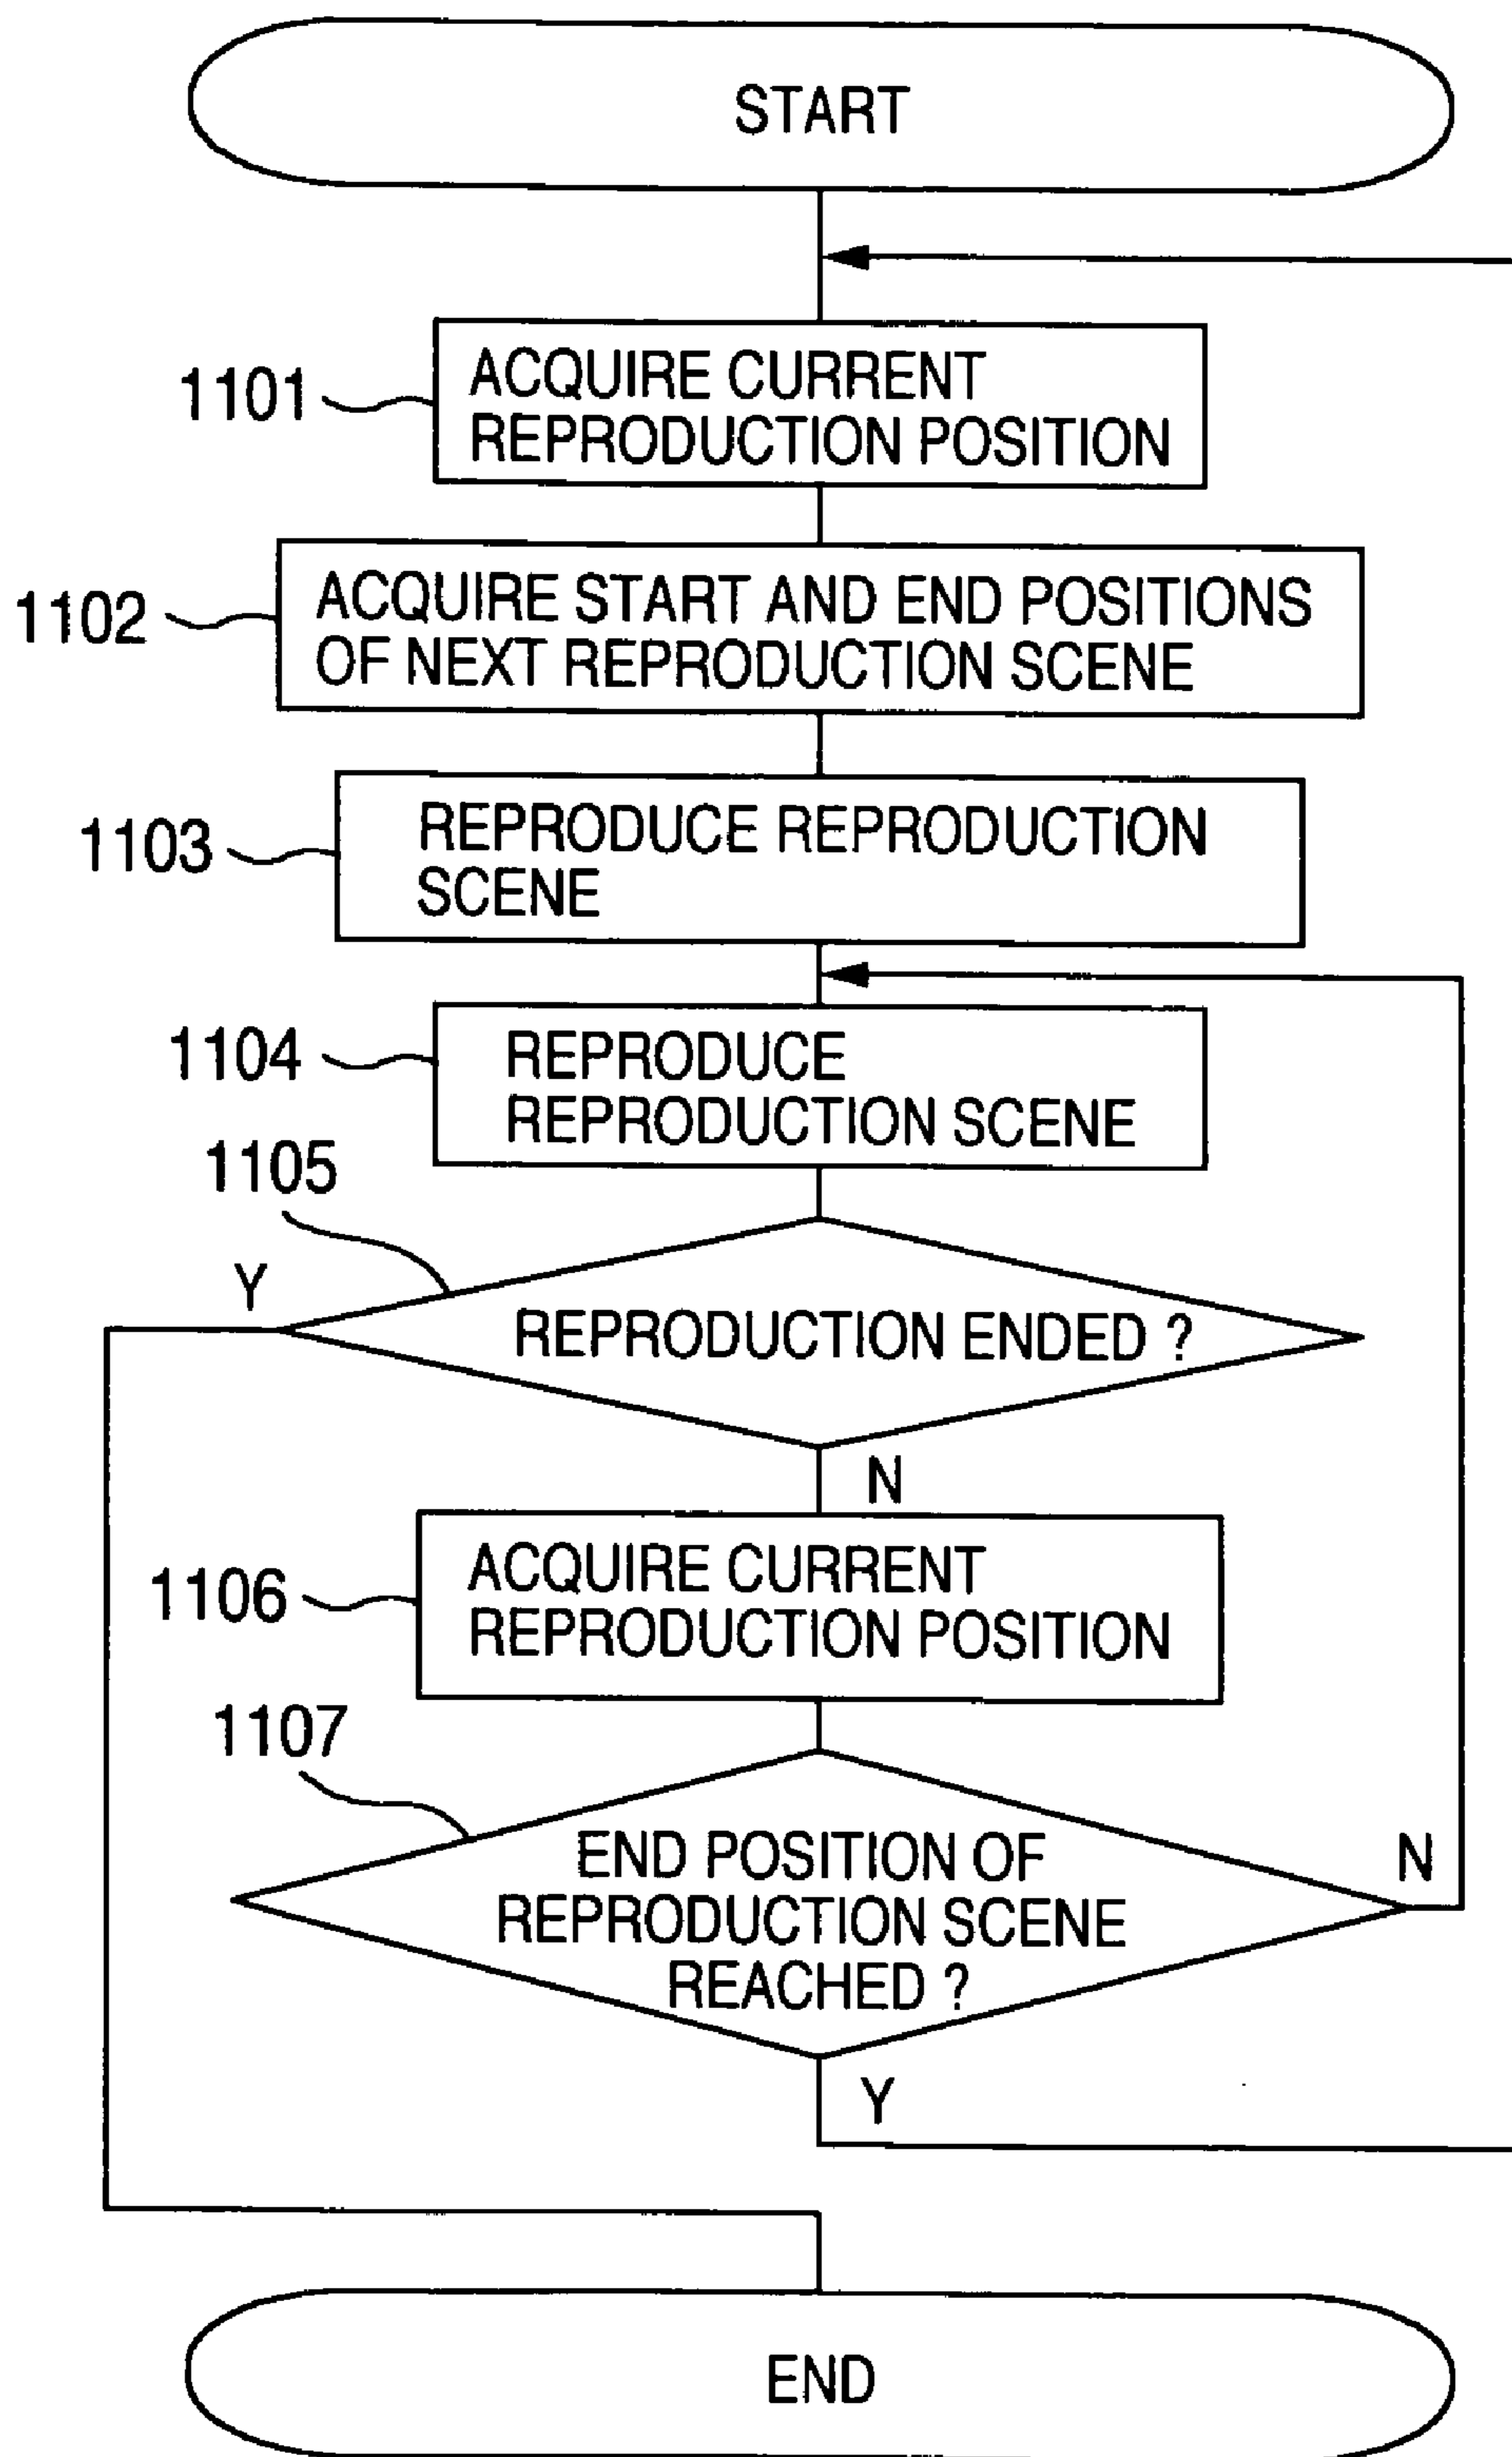 START
1101
ACQUIRE CURRENT
REPRODUCTION POSITION
1102
ACQUIRE START AND END POSITIONS
OF NEXT REPRODUCTION SCENE
1103
REPRODUCE REPRODUCTION
SCENE
1104
REPRODUCE
REPRODUCTION SCENE
1105
Y
REPRODUCTION ENDED ?
N
1106
ACQUIRE CURRENT
REPRODUCTION POSITION
1107
END POSITION OF
REPRODUCTION SCENE
REACHED ?
N
Y
END